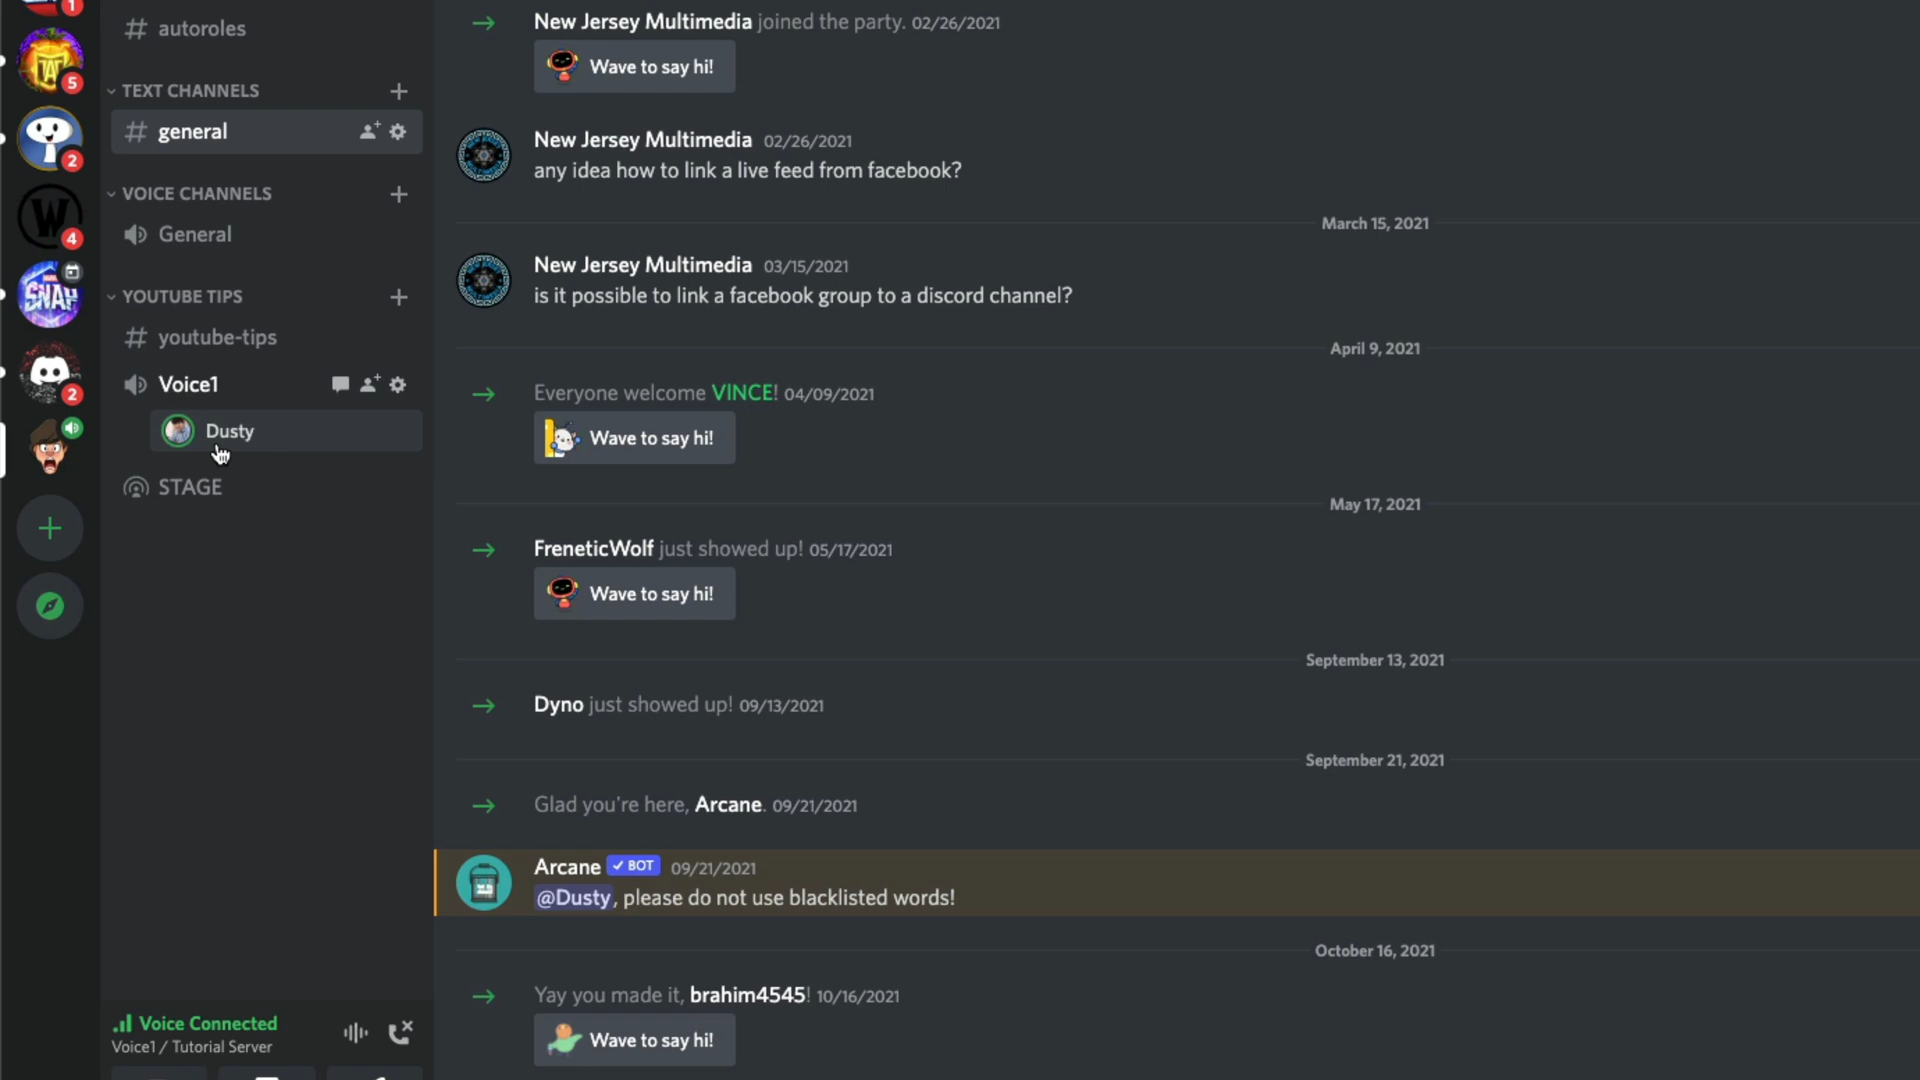 1
autoroles
5
TEXT CHANNELS
general
2
VOICE CHANNELS
W
4
General
MARVEL
SNAP
YOUTUBE TIPS
youtube-tips
2
Voice1
Dusty
STAGE
Voice Connected
Voice1 / Tutorial Server
New Jersey Multimedia joined the party. 02/26/2021
Wave to say hi!
New Jersey Multimedia 02/26/2021
any idea how to link a live feed from facebook?
March 15, 2021
New Jersey Multimedia 03/15/2021
is it possible to link a facebook group to a discord channel?
April 9, 2021
Everyone welcome VINCE! 04/09/2021
Wave to say hi!
May 17, 2021
FreneticWolf just showed up! 05/17/2021
Wave to say hi!
September 13, 2021
Dyno just showed up! 09/13/2021
September 21, 2021
Glad you're here, Arcane. 09/21/2021
Arcane ✓ BOT 09/21/2021
@Dusty, please do not use blacklisted words!
October 16, 2021
Yay you made it, brahim4545! 10/16/2021
Wave to say hi!